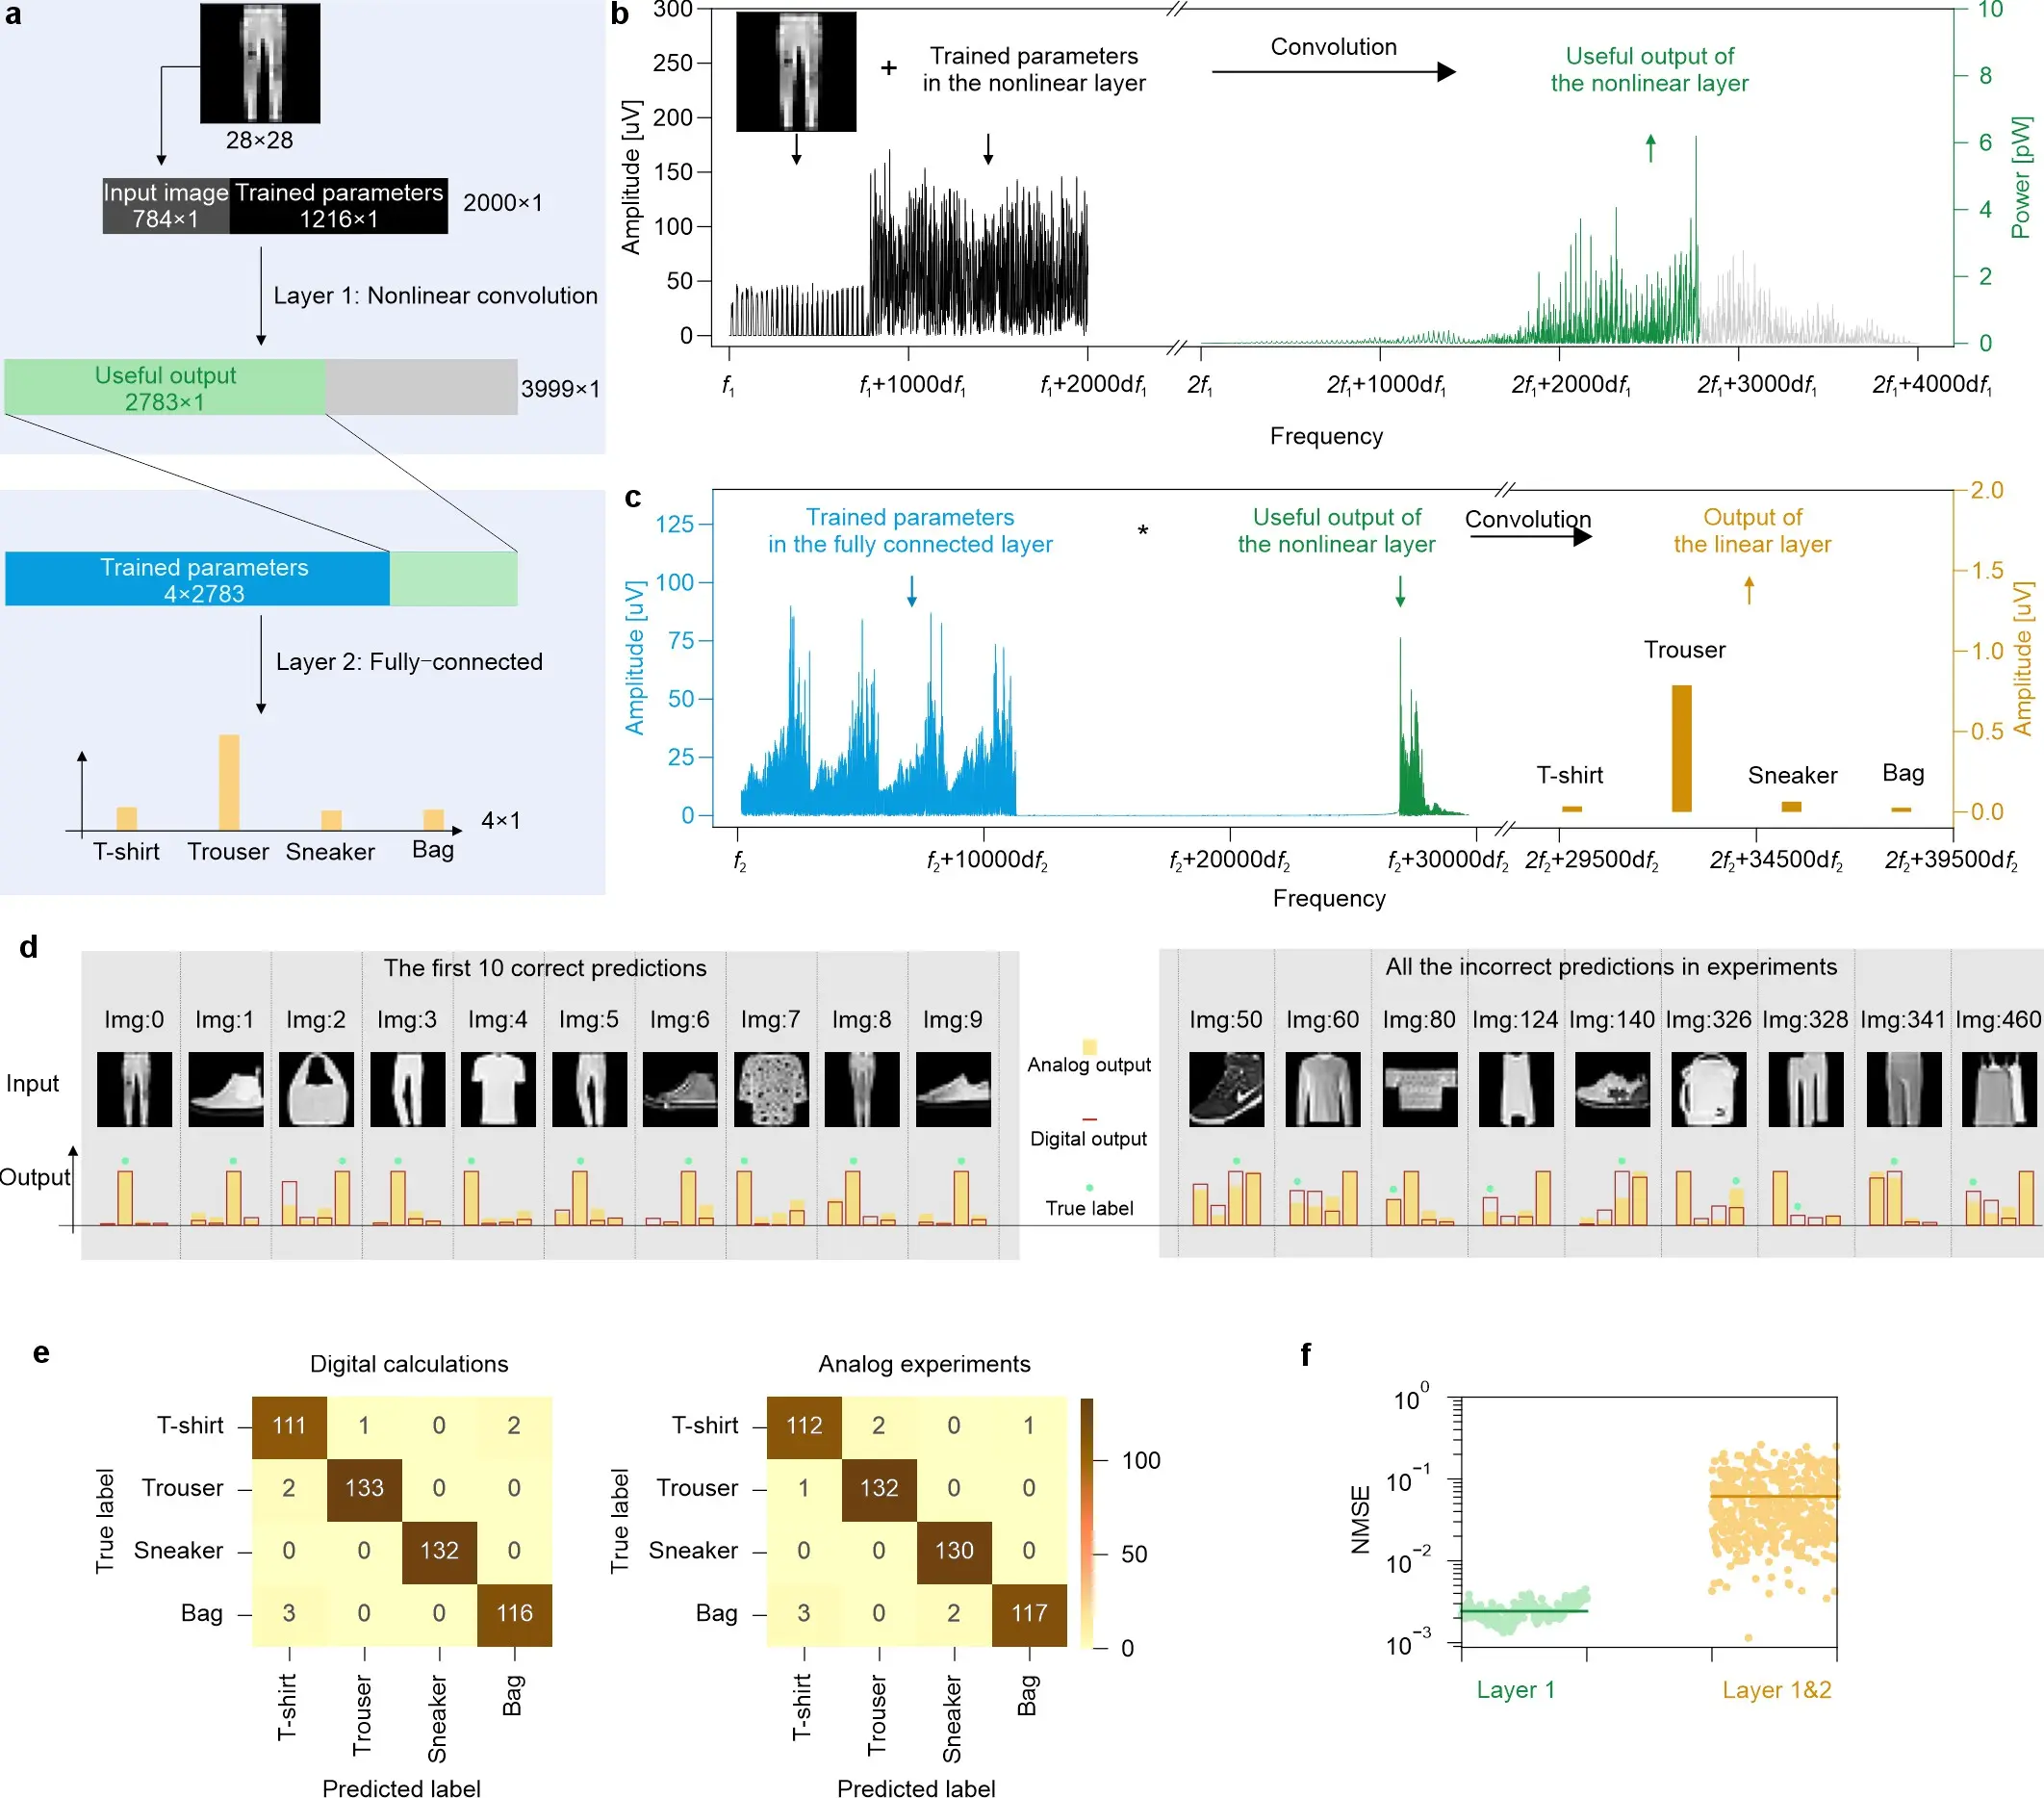 a
28×28
Input image
784×1
Trained parameters
1216×1
2000×1
Layer 1: Nonlinear convolution
Useful output
2783×1
3999×1
Trained parameters
4×2783
Layer 2: Fully−connected
4×1
T-shirt Trouser Sneaker Bag
b
300
250
200
150
100
50
0
Amplitude [uV]
+
Trained parameters
in the nonlinear layer
Convolution
Useful output of
the nonlinear layer
10
8
6
4
2
0
Power [pW]
f1 f1+1000df1 f1+2000df1 2f1 2f1+1000df1 2f1+2000df1 2f1+3000df1 2f1+4000df1
Frequency
c
125
100
75
50
25
0
Amplitude [uV]
Trained parameters
in the fully connected layer
*
Useful output of
the nonlinear layer
Convolution
Output of
the linear layer
T-shirt
Trouser
Sneaker
Bag
2.0
1.5
1.0
0.5
0.0
Amplitude [uV]
f2 f2+10000df2 f2+20000df2 f2+30000df2 2f2+29500df2 2f2+34500df2 2f2+39500df2
Frequency
d
The first 10 correct predictions
Img:0 Img:1 Img:2 Img:3 Img:4 Img:5 Img:6 Img:7 Img:8 Img:9
Input
Output
Analog output
Digital output
True label
All the incorrect predictions in experiments
Img:50 Img:60 Img:80 Img:124 Img:140 Img:326 Img:328 Img:341 Img:460
e
Digital calculations
True label
T-shirt 111 1 0 2
Trouser 2 133 0 0
Sneaker 0 0 132 0
Bag 3 0 0 116
T-shirt Trouser Sneaker Bag
Predicted label
Analog experiments
True label
T-shirt 112 2 0 1
Trouser 1 132 0 0
Sneaker 0 0 130 0
Bag 3 0 2 117
T-shirt Trouser Sneaker Bag
Predicted label
100
50
0
f
NMSE
10^0
10^−1
10^−2
10^−3
Layer 1
Layer 1&2